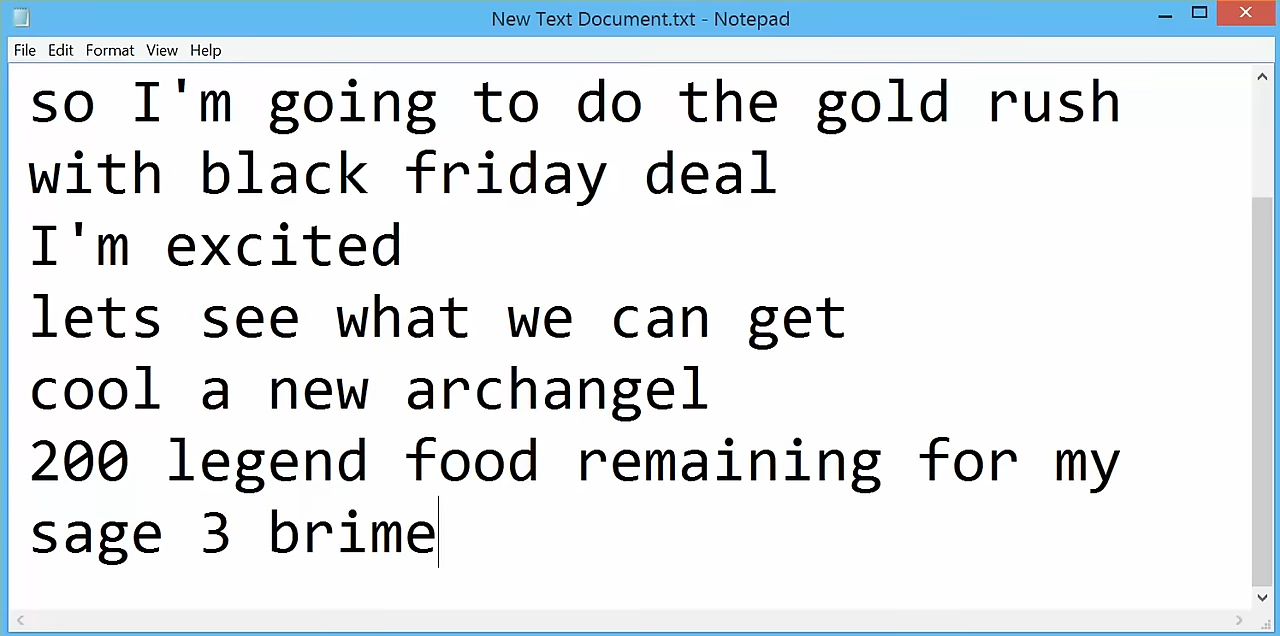 New Text Document.txt - Notepad
File Edit Format View Help
so I'm going to do the gold rush
with black friday deal
I'm excited
lets see what we can get
cool a new archangel
200 legend food remaining for my
sage 3 brime